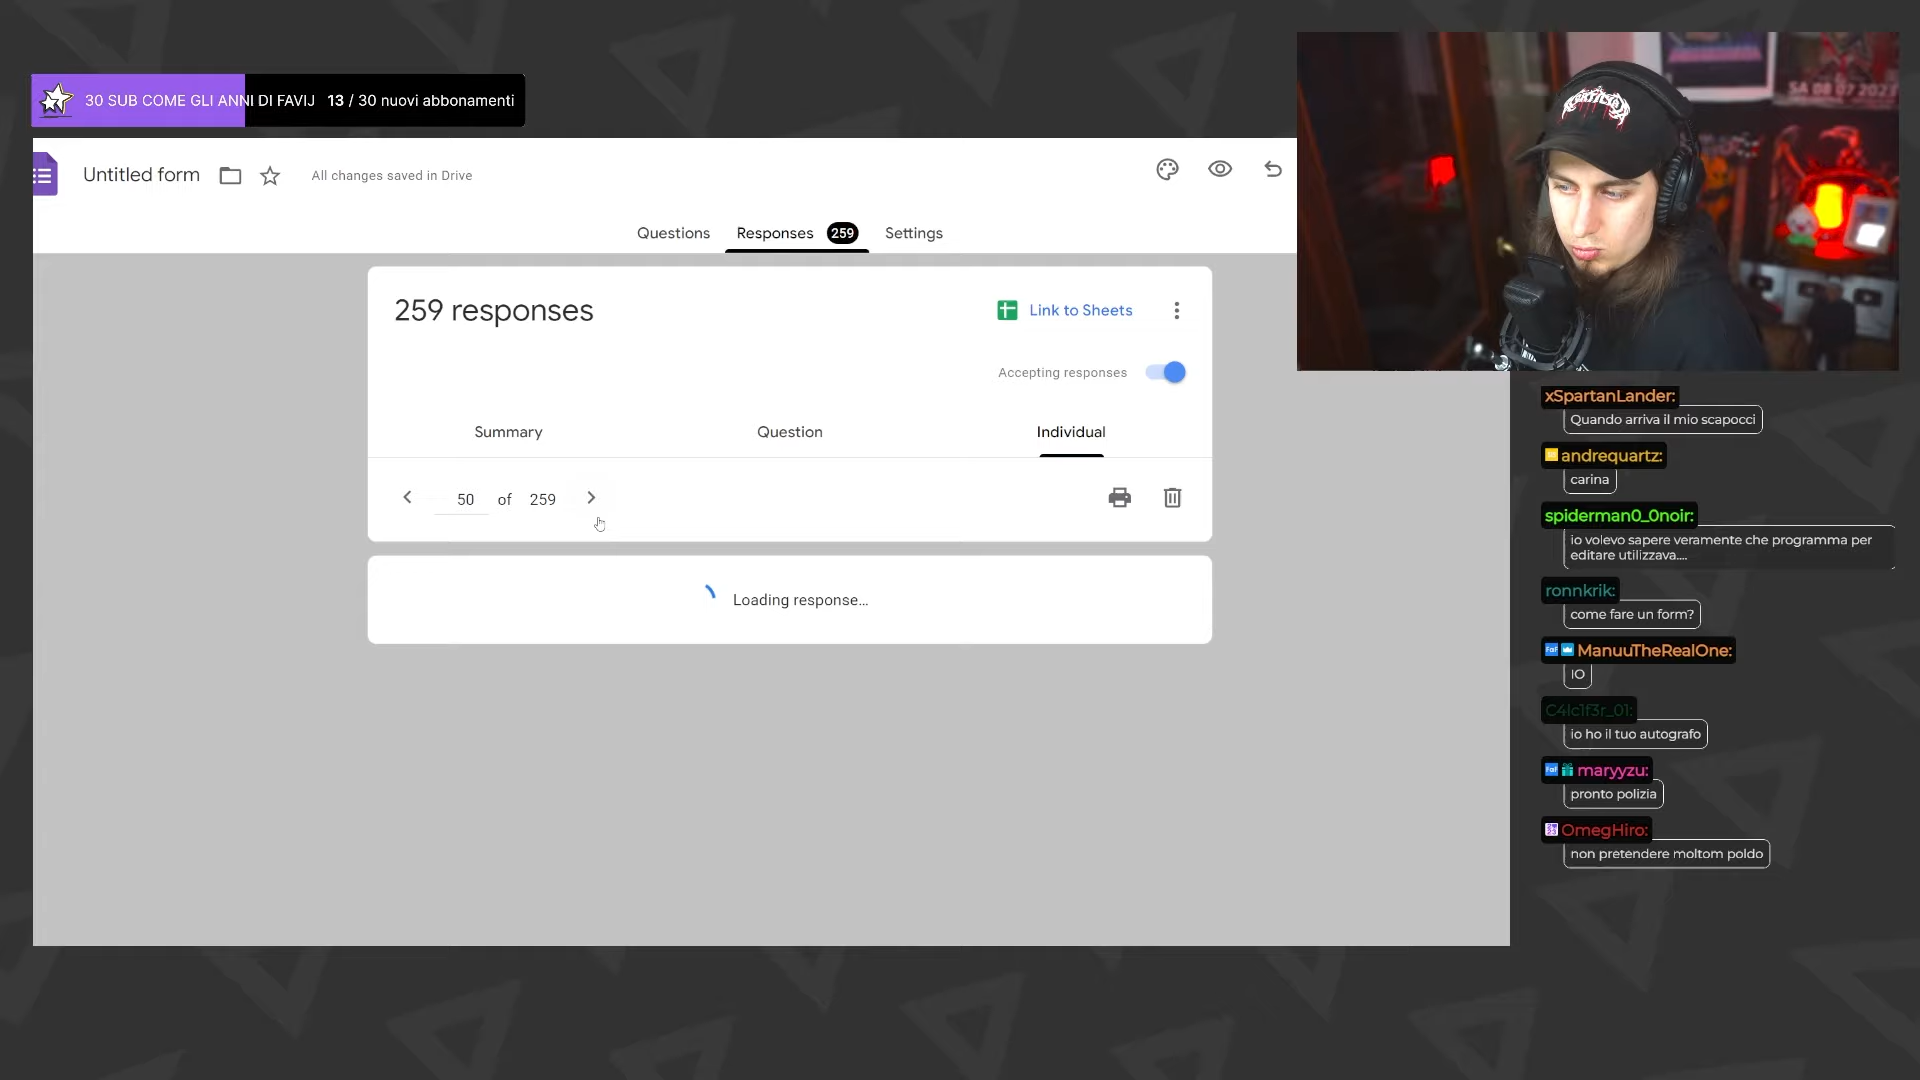 30 SUB COME GLI ANNI DI FAVIJ 13 / 30 nuovi abbonamenti
Untitled form
All changes saved in Drive
Questions Responses 259 Settings
259 responses
Link to Sheets
Accepting responses
Summary Question Individual
50 of 259
Loading response...
SA 08 07 2023
xSpartanLander:
Quando arriva il mio scapocci
andrequartz:
carina
spiderman0_0noir:
io volevo sapere veramente che programma per
editare utilizzava....
ronnkrik:
come fare un form?
ManuuTheRealOne:
IO
C4lc1f3r_01:
io ho il tuo autografo
maryyzu:
pronto polizia
OmegHiro:
non pretendere moltom poldo